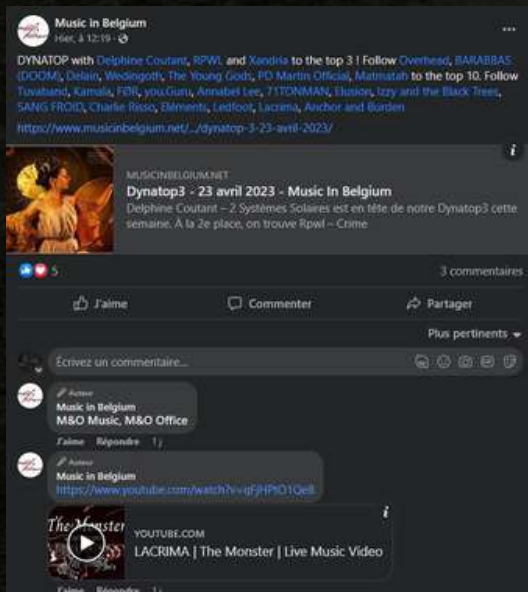 Music in Belgium
Hier, à 12:19
DYNATOP with Delphine Coutant, RPWL and Xandria to the top 3 ! Follow Overhead, BARABBAS
(DOOM), Delain, Wedingoth, The Young Gods, PO Martin Official, Matmatah to the top 10. Follow
Tuvaband, Kamala, FØR, you.Guru, Annabel Lee, 71TONMAN, Elusion, Izzy and the Black Trees,
SANG FROID, Charlie Risso, Eléments, Ledfoot, Lacrima, Anchor and Burden
https://www.musicinbelgium.net/.../dynatop-3-23-avril-2023/
MUSICINBELGIUM.NET
Dynatop3 - 23 avril 2023 - Music In Belgium
Delphine Coutant – 2 Systèmes Solaires est en tête de notre Dynatop3 cette
semaine. À la 2e place, on trouve Rpwl – Crime
5
3 commentaires
J'aime
Commenter
Partager
Plus pertinents
Écrivez un commentaire...
Auteur
Music in Belgium
M&O Music, M&O Office
J'aime Répondre 1 j
Auteur
Music in Belgium
The Monster
YOUTUBE.COM
LACRIMA | The Monster | Live Music Video
J'aime Répondre 1 j